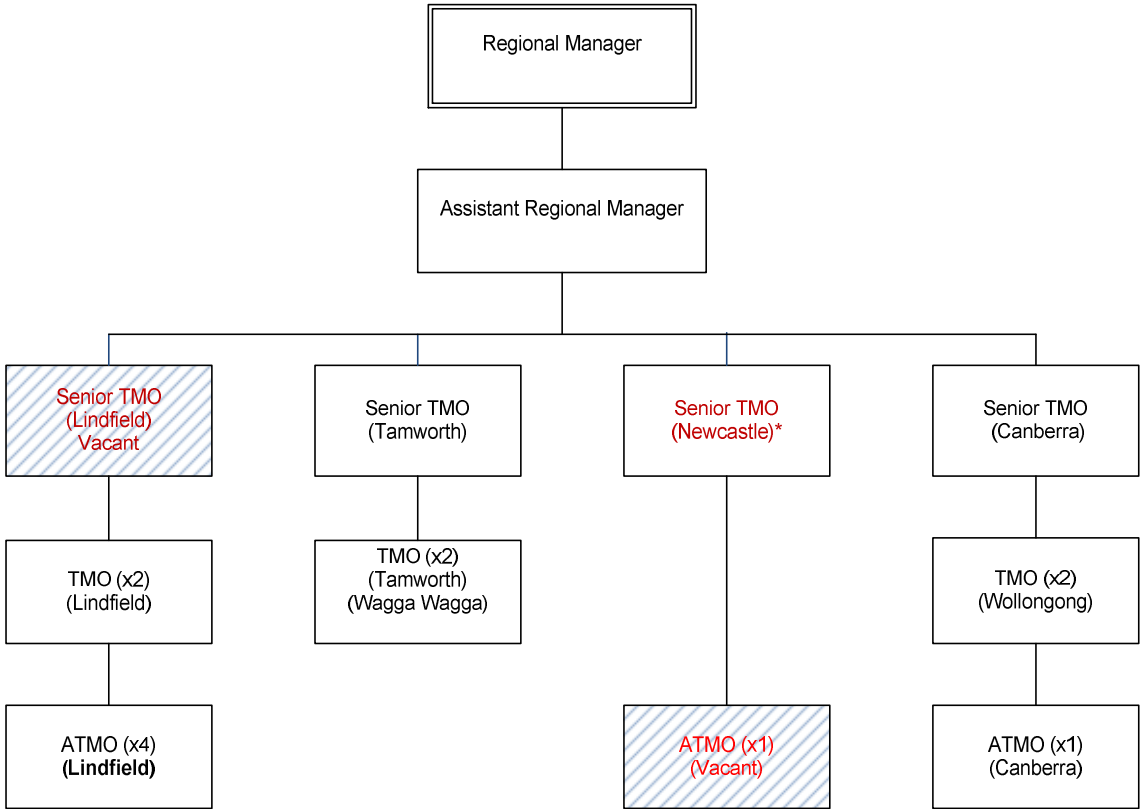 Regional Manager
Assistant Regional Manager
Senior TMO
(Lindfield)
Vacant
Senior TMO
(Tamworth)
Senior TMO
(Newcastle)*
Senior TMO
(Canberra)
TMO (x2)
(Lindfield)
TMO (x2)
(Tamworth)
(Wagga Wagga)
TMO (x2)
(Wollongong)
ATMO (x4)
(Lindfield)
ATMO (x1)
(Vacant)
ATMO (x1)
(Canberra)